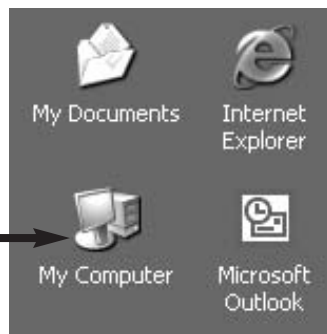 My Documents
Internet
Explorer
My Computer
Microsoft
Outlook